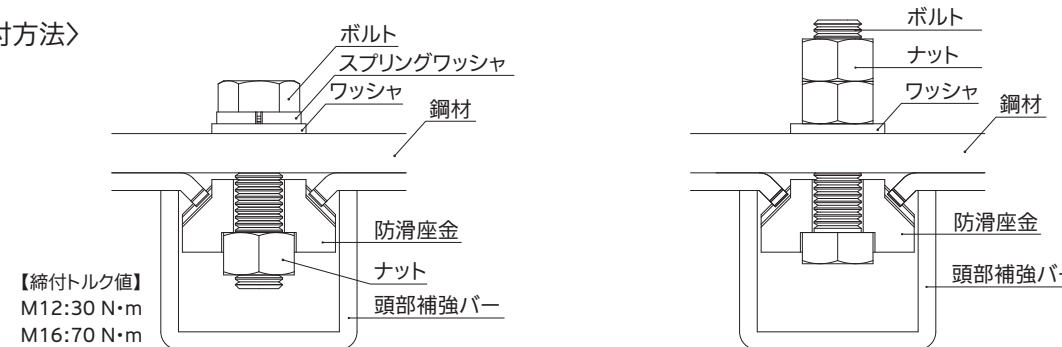 付方法〉
ボルト
スプリングワッシャ
ワッシャ
鋼材
防滑座金
ナット
頭部補強バー
【締付トルク値】
M12:30 N・m
M16:70 N・m
ボルト
ナット
ワッシャ
鋼材
防滑座金
頭部補強バー